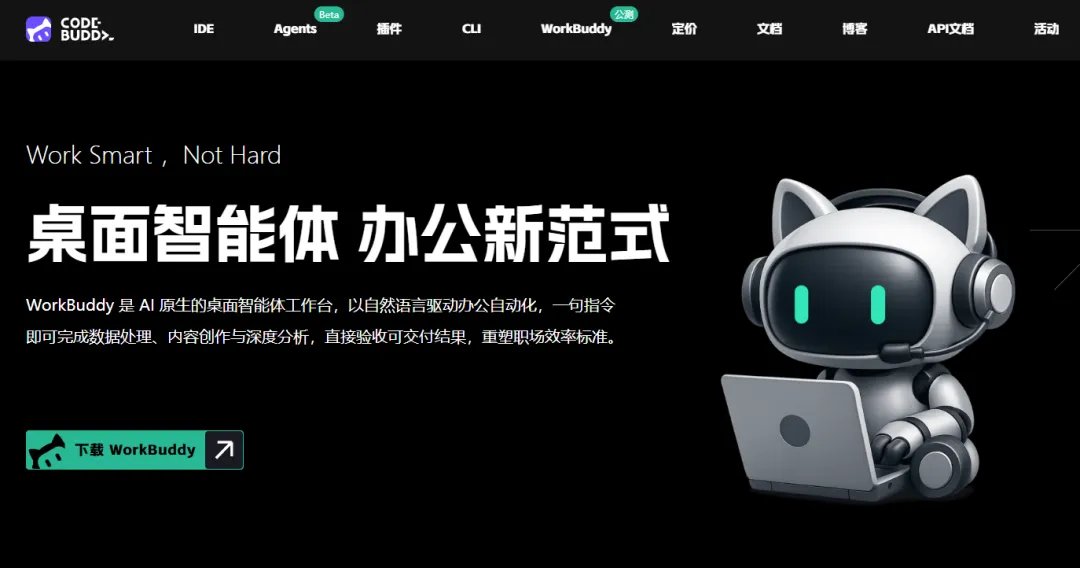 CODE-
BUDD>_
IDE
Agents
Beta
插件
CLI
WorkBuddy
公测
定价
文档
博客
API文档
活动
Work Smart ，Not Hard
桌面智能体 办公新范式
WorkBuddy 是 AI 原生的桌面智能体工作台，以自然语言驱动办公自动化，一句指令
即可完成数据处理、内容创作与深度分析，直接验收可交付结果，重塑职场效率标准。
下载 WorkBuddy